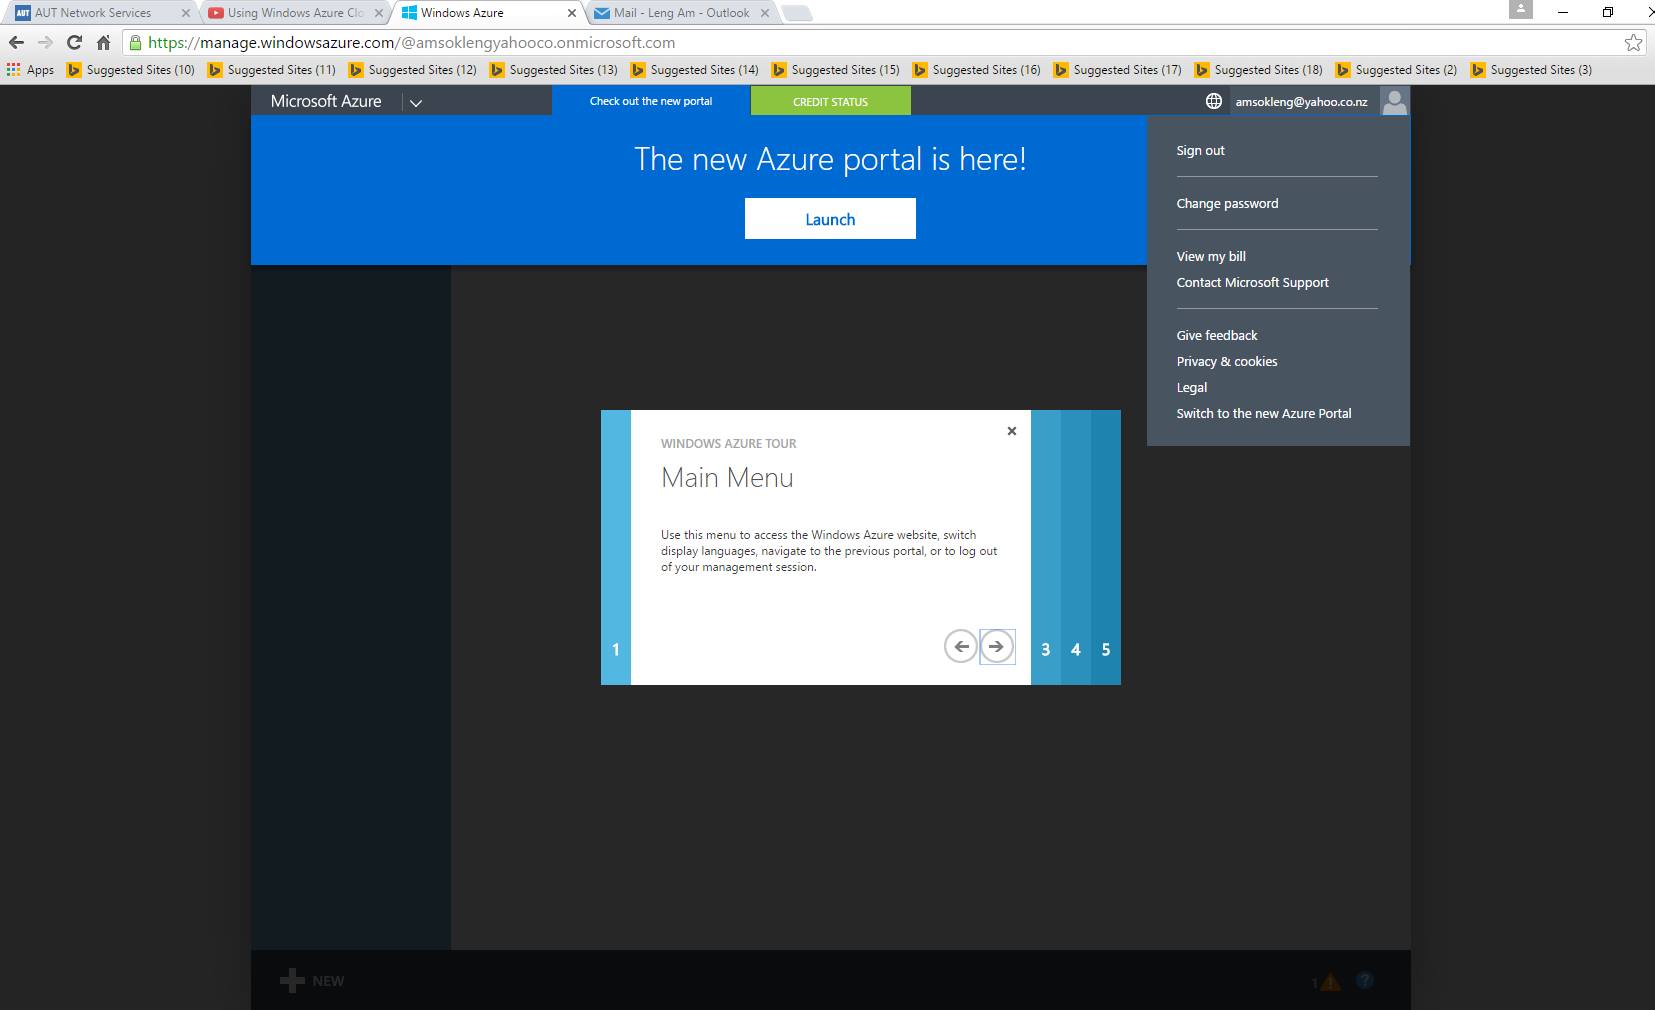 AUT AUT Network Services
Using Windows Azure Clo
Windows Azure
Mail - Leng Am - Outlook
https://manage.windowsazure.com/@amsoklengyahooco.onmicrosoft.com
Apps
Suggested Sites (10)
Suggested Sites (11)
Suggested Sites (12)
Suggested Sites (13)
Suggested Sites (14)
Suggested Sites (15)
Suggested Sites (16)
Suggested Sites (17)
Suggested Sites (18)
Suggested Sites (2)
Suggested Sites (3)
Microsoft Azure
Check out the new portal
CREDIT STATUS
amsokleng@yahoo.co.nz
The new Azure portal is here!
Launch
Sign out
Change password
View my bill
Contact Microsoft Support
Give feedback
Privacy & cookies
Legal
Switch to the new Azure Portal
WINDOWS AZURE TOUR
Main Menu
Use this menu to access the Windows Azure website, switch
display languages, navigate to the previous portal, or to log out
of your management session.
1
3
4
5
NEW
1
?